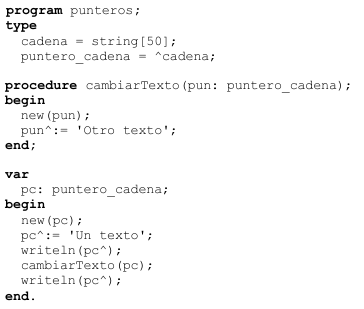 program punteros;
type
  cadena = string[50];
  puntero_cadena = ^cadena;

procedure cambiarTexto(pun: puntero_cadena);
begin
  new(pun);
  pun^:= 'Otro texto';
end;

var
  pc: puntero_cadena;
begin
  new(pc);
  pc^:= 'Un texto';
  writeln(pc^);
  cambiarTexto(pc);
  writeln(pc^);
end.